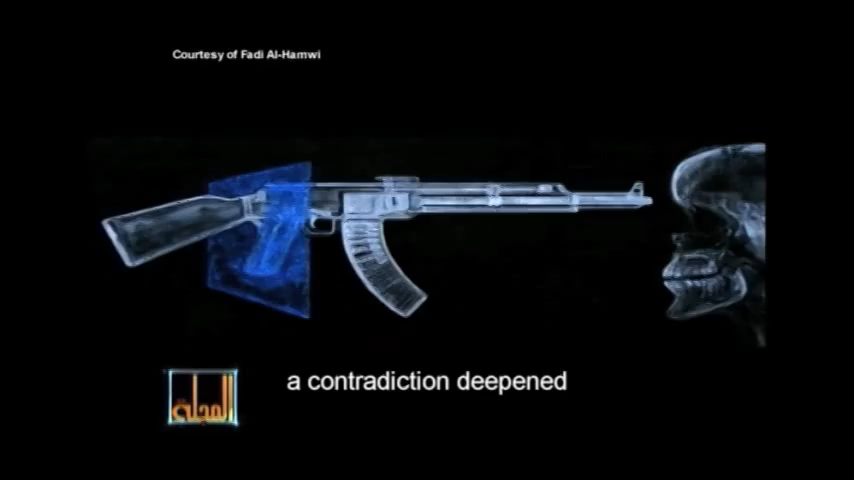 Courtesy of Fadi Al-Hamwi
a contradiction deepened
المجلة